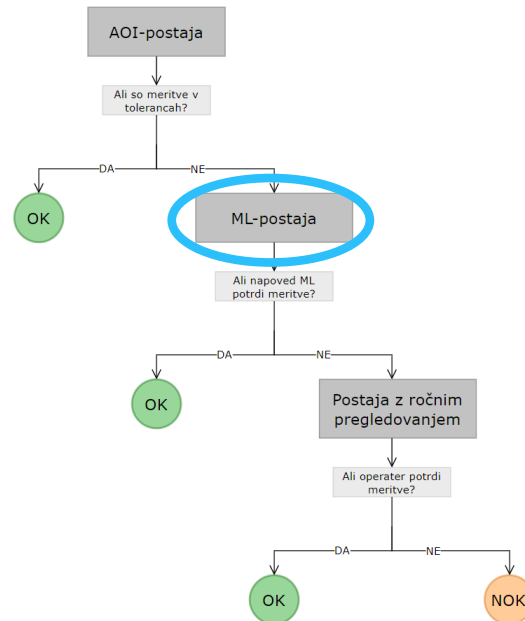 AOI-postaja
Ali so meritve v
tolerancah?
DA
NE
OK
ML-postaja
Ali napoved ML
potrdi meritve?
DA
NE
OK
Postaja z ročnim
pregledovanjem
Ali operater potrdi
meritve?
DA
NE
OK
NOK